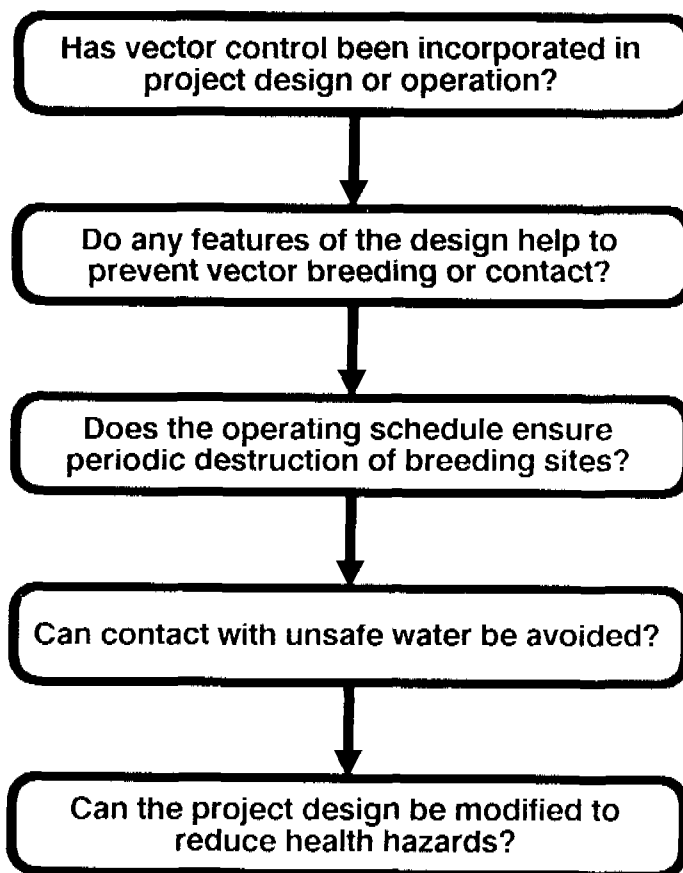 Has vector control been incorporated in
project design or operation?
Do any features of the design help to
prevent vector breeding or contact?
Does the operating schedule ensure
periodic destruction of breeding sites?
Can contact with unsafe water be avoided?
Can the project design be modified to
reduce health hazards?